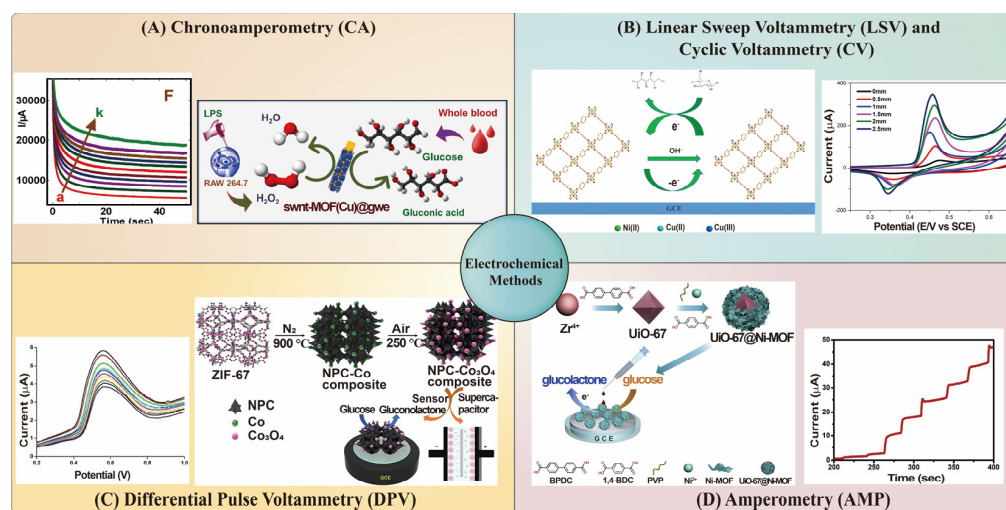 (A) Chronoamperometry (CA)
I/μA
30000
20000
10000
F
k
a
0
20
40
Time (sec)
LPS
RAW 264.7
H₂O
H₂O₂
swnt-MOF(Cu)@gwe
Glucose
Gluconic acid
Whole blood
(B) Linear Sweep Voltammetry (LSV) and
Cyclic Voltammetry (CV)
e⁻
OH⁻
-e⁻
GCE
Ni(II)
Cu(II)
Cu(III)
Current (μA)
400
200
0
-200
0mm
0.5mm
1mm
1.5mm
2mm
2.5mm
0.3
0.4
0.5
0.6
Potential (E/V vs SCE)
Electrochemical
Methods
Current (μA)
6
5
4
3
2
1
0
0.2
0.4
0.6
0.8
1.0
Potential (V)
ZIF-67
N₂
900 °C
NPC-Co
composite
Air
250 °C
NPC-Co₃O₄
composite
NPC
Co
Co₃O₄
Sensor
Superca-
pacitor
Glucose
Gluconolactone
GCE
-
+
(C) Differential Pulse Voltammetry (DPV)
Zr⁴⁺
UiO-67
UiO-67@Ni-MOF
glucolactone
e⁻
glucose
GCE
BPDC
1,4-BDC
PVP
Ni²⁺
Ni-MOF
UiO-67@Ni-MOF
Current (μA)
50
40
30
20
10
0
200
250
300
350
400
Time (sec)
(D) Amperometry (AMP)